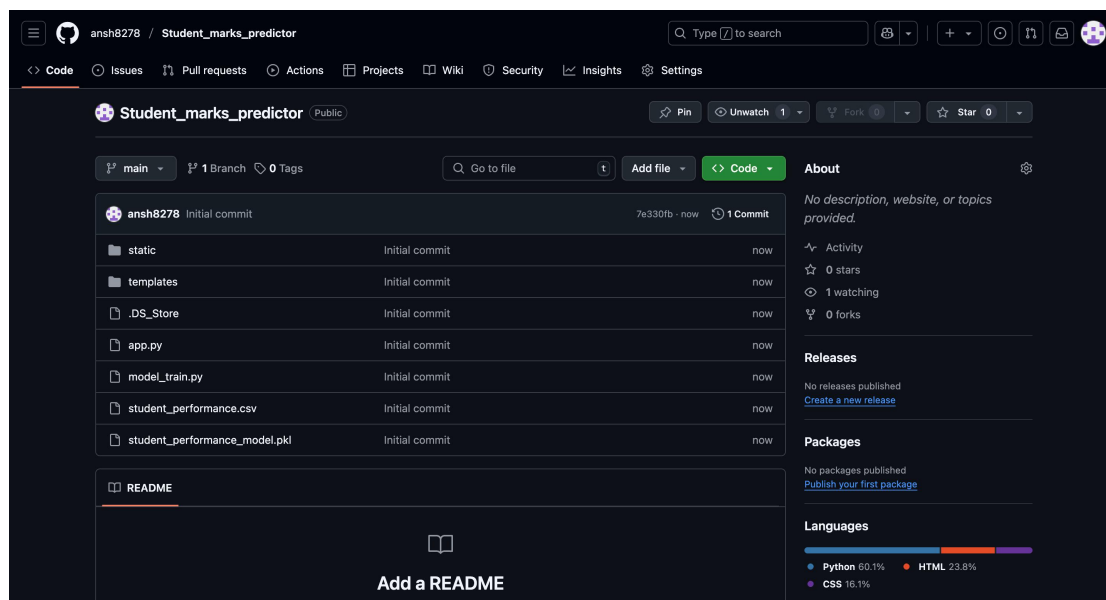 ansh8278 / Student_marks_predictor
Type / to search
Code Issues Pull requests Actions Projects Wiki Security Insights Settings
Student_marks_predictor Public
Pin Unwatch 1 Fork 0 Star 0
main 1 Branch 0 Tags Go to file t Add file Code
ansh8278 Initial commit 7e330fb · now 1 Commit
static Initial commit now
templates Initial commit now
.DS_Store Initial commit now
app.py Initial commit now
model_train.py Initial commit now
student_performance.csv Initial commit now
student_performance_model.pkl Initial commit now
README
Add a README
About
No description, website, or topics
provided.
Activity
0 stars
1 watching
0 forks
Releases
No releases published
Create a new release
Packages
No packages published
Publish your first package
Languages
Python 60.1% HTML 23.8%
CSS 16.1%